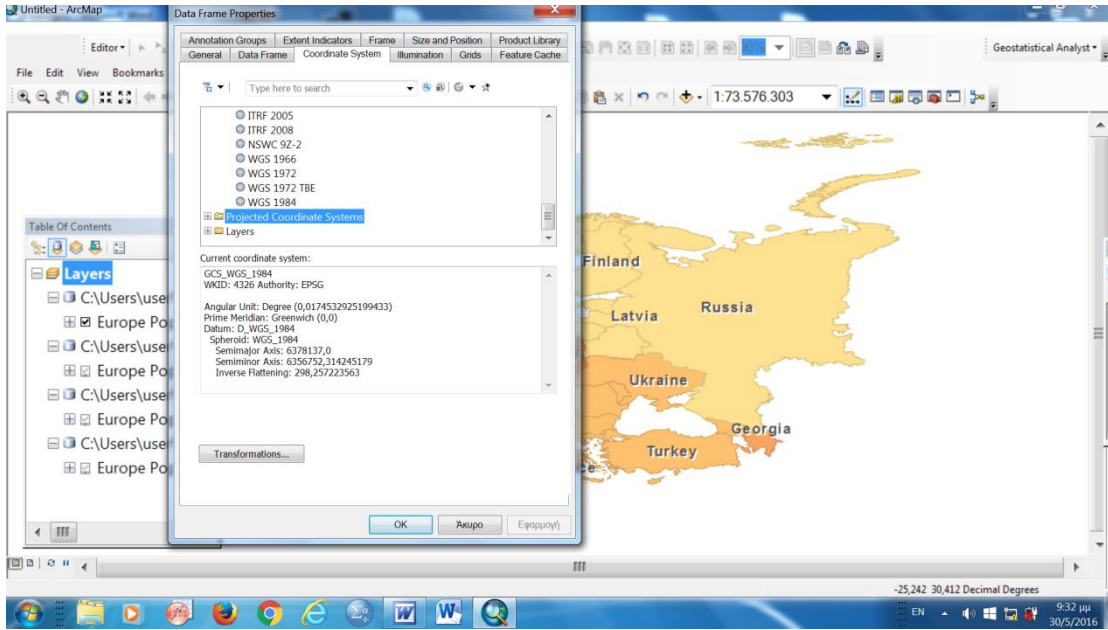 Untitled - ArcMap
Data Frame Properties
Editor
Geostatistical Analyst
File Edit View Bookmarks
1:73.576.303
Annotation Groups Extent Indicators Frame Size and Position Product Library
General Data Frame Coordinate System Illumination Grids Feature Cache
Type here to search
ITRF 2005
ITRF 2008
NSWC 9Z-2
WGS 1966
WGS 1972
WGS 1972 TBE
WGS 1984
Projected Coordinate Systems
Layers
Current coordinate system:
GCS_WGS_1984
WKID: 4326 Authority: EPSG
Angular Unit: Degree (0,0174532925199433)
Prime Meridian: Greenwich (0,0)
Datum: D_WGS_1984
Spheroid: WGS_1984
Semimajor Axis: 6378137,0
Semiminor Axis: 6356752,314245179
Inverse Flattening: 298,257223563
Transformations...
OK Άκυρο Εφαρμογή
Table Of Contents
Layers
C:\Users\use
Europe Po
C:\Users\use
Europe Po
C:\Users\use
Europe Po
C:\Users\use
Europe Po
Finland
Latvia
Russia
Ukraine
Georgia
Turkey
-25,242 30,412 Decimal Degrees
EN
9:32 μμ
30/5/2016